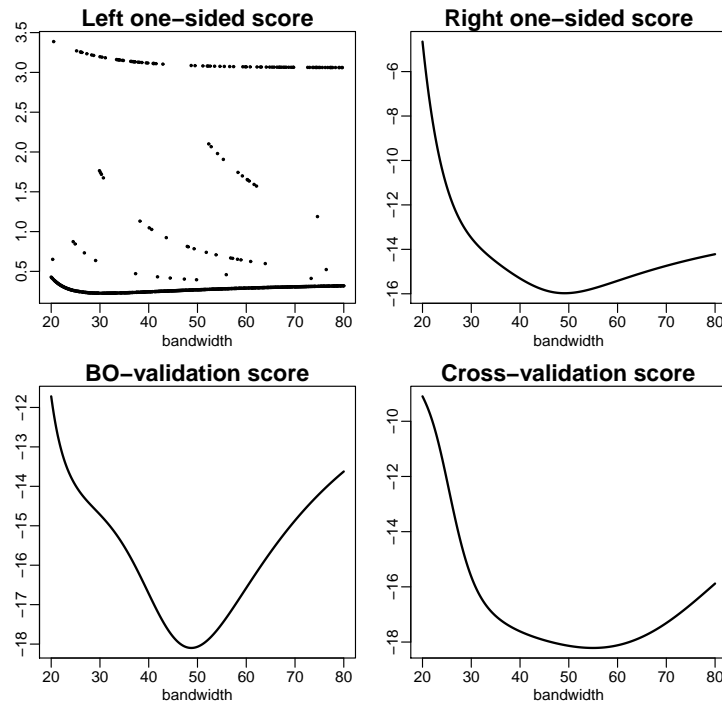 Left one−sided score
3.5
3.0
2.5
2.0
1.5
1.0
0.5
20 30 40 50 60 70 80
bandwidth
Right one−sided score
−6
−8
−10
−12
−14
−16
20 30 40 50 60 70 80
bandwidth
BO−validation score
−12
−13
−14
−15
−16
−17
−18
20 30 40 50 60 70 80
bandwidth
Cross−validation score
−10
−12
−14
−16
−18
20 30 40 50 60 70 80
bandwidth